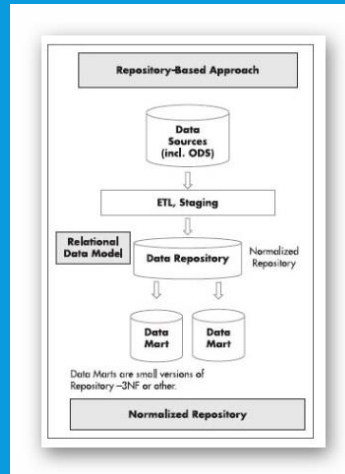 Repository-Based Approach
Data
Sources
(incl. ODS)
ETL, Staging
Relational
Data Model
Data Repository
Normalized
Repository
Data
Mart
Data
Mart
Data Marts are small versions of
Repository –3NF or other.
Normalized Repository